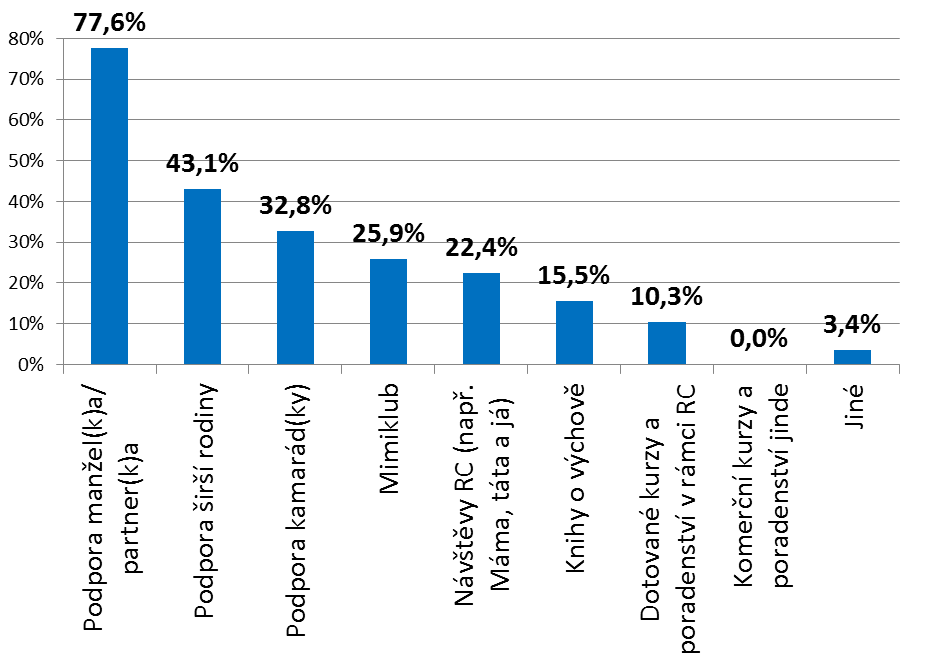 77,6%
80%
70%
60%
50%
40%
30%
20%
10%
0%
43,1%
32,8%
25,9%
22,4%
15,5%
10,3%
0,0%
3,4%
Podpora manžel(k)a/
partner(k)a
Podpora širší rodiny
Podpora kamarád(ky)
Mimiklub
Návštěvy RC (např.
Máma, táta a já)
Knihy o výchově
Dotované kurzy a
poradenství v rámci RC
Komerční kurzy a
poradenství jinde
Jiné